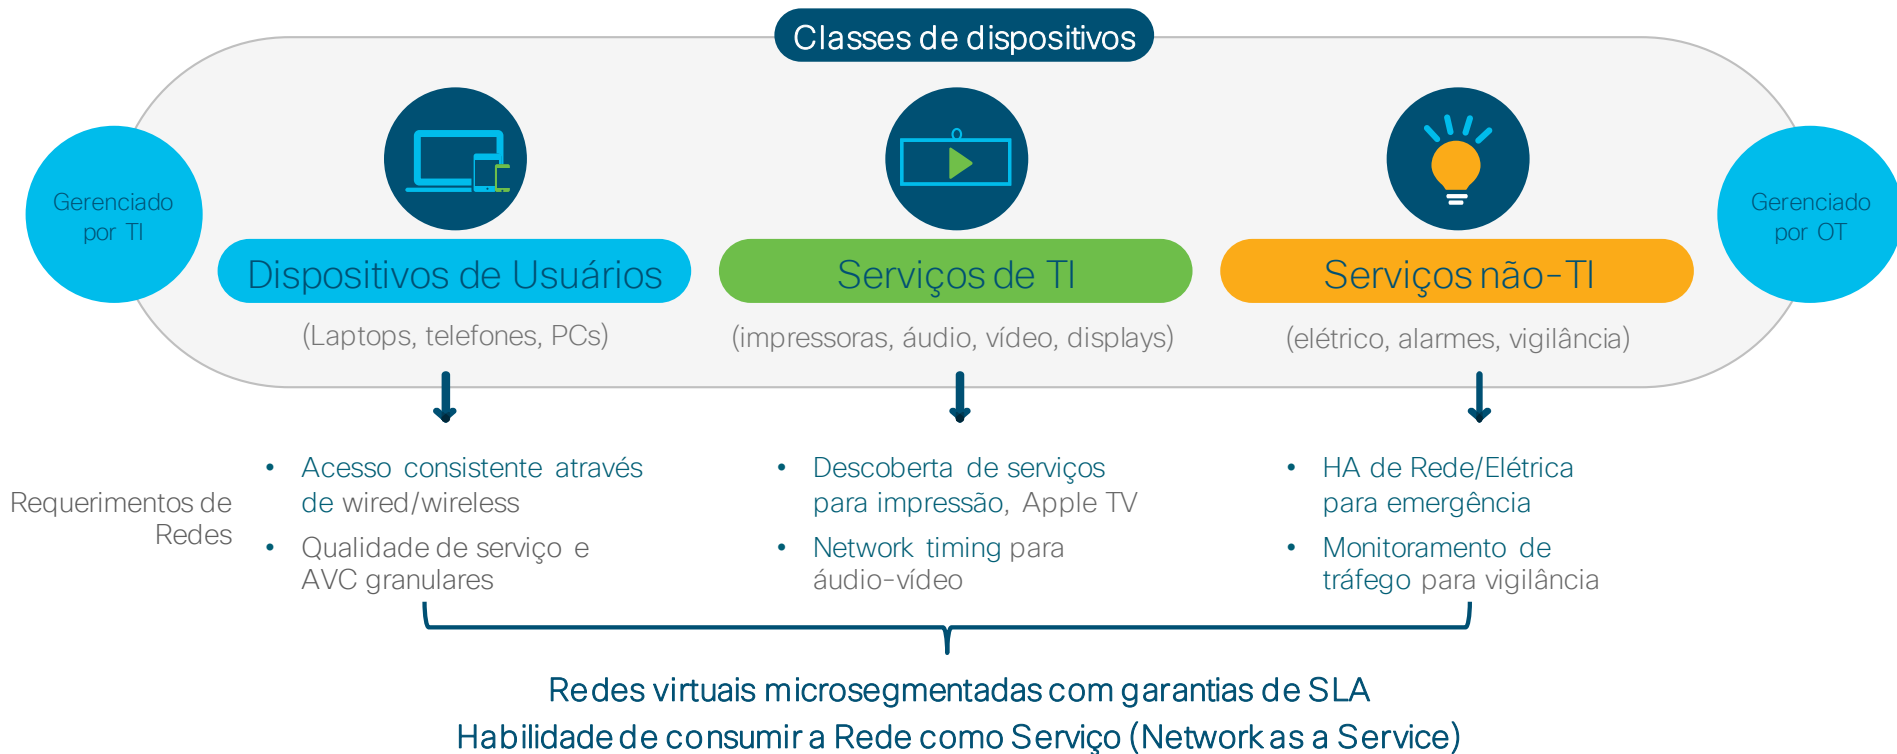 Classes de dispositivos
Gerenciado
por TI
Gerenciado
por OT
Dispositivos de Usuários
Serviços de TI
Serviços não-TI
(Laptops, telefones, PCs)
(impressoras, áudio, vídeo, displays)
(elétrico, alarmes, vigilância)
Requerimentos de
Redes
• Acesso consistente através
de wired/wireless
• Qualidade de serviço e
AVC granulares
• Descoberta de serviços
para impressão, Apple TV
• Network timing para
áudio-vídeo
• HA de Rede/Elétrica
para emergência
• Monitoramento de
tráfego para vigilância
Redes virtuais microsegmentadas com garantias de SLA
Habilidade de consumir a Rede como Serviço (Network as a Service)